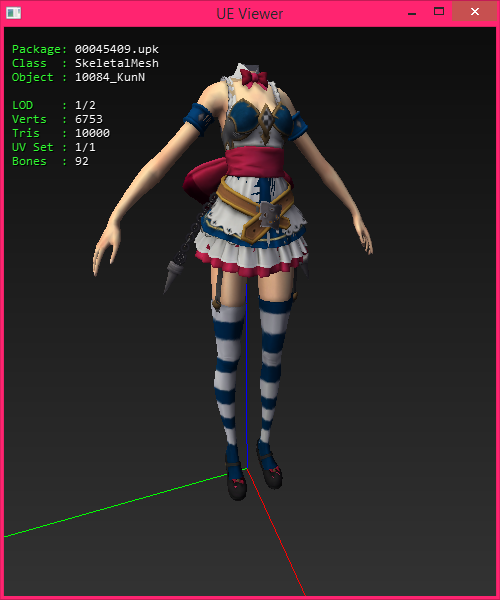 UE Viewer
Package: 00045409.upk
Class  : SkeletalMesh
Object : 10084_KunN
LOD    : 1/2
Verts  : 6753
Tris   : 10000
UV Set : 1/1
Bones  : 92